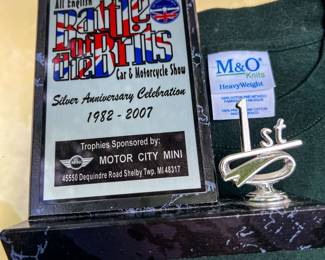 All English
Battle
of the Brits
Car & Motorcycle Show
Silver Anniversary Celebration
1982 - 2007
Trophies Sponsored by:
MOTOR CITY MINI
45550 Dequindre Road Shelby Twp. MI 48317
M&O
Knits
HeavyWeight
1st